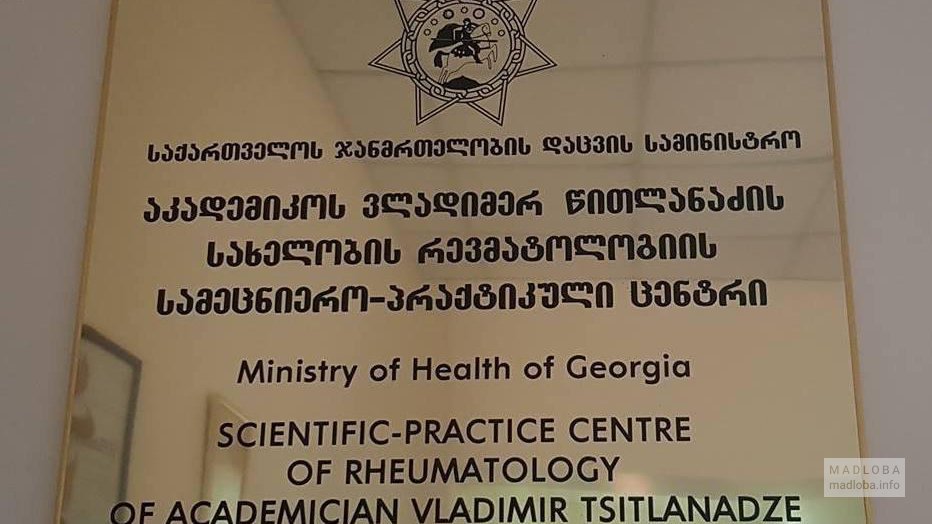 საქართველოს ჯანმრთელობის დაცვის სამინისტრო
აკადემიკოს ვლადიმერ წითლანაძის
სახელობის რევმატოლოგიის
სამეცნიერო-პრაქტიკული ცენტრი
Ministry of Health of Georgia
SCIENTIFIC-PRACTICE CENTRE
OF RHEUMATOLOGY
OF ACADEMICIAN VLADIMIR TSITLANADZE
MADLOBA
madloba.info